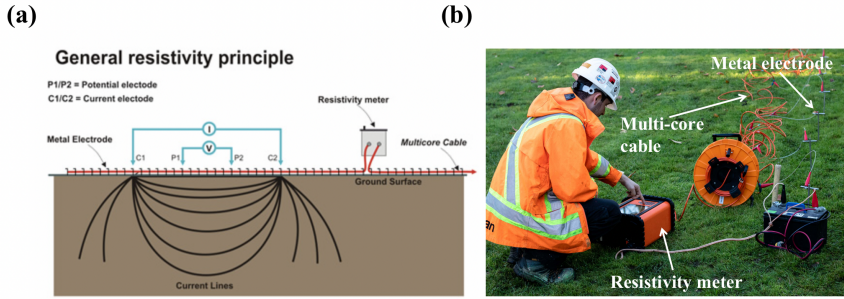 (a)
General resistivity principle
P1/P2 = Potential electode
C1/C2 = Current electode
Resistivity meter
I
Metal Electrode
Multicore Cable
V
C1
P1
P2
C2
Ground Surface
Current Lines
(b)
Metal electrode
Multi-core
cable
an
Resistivity meter